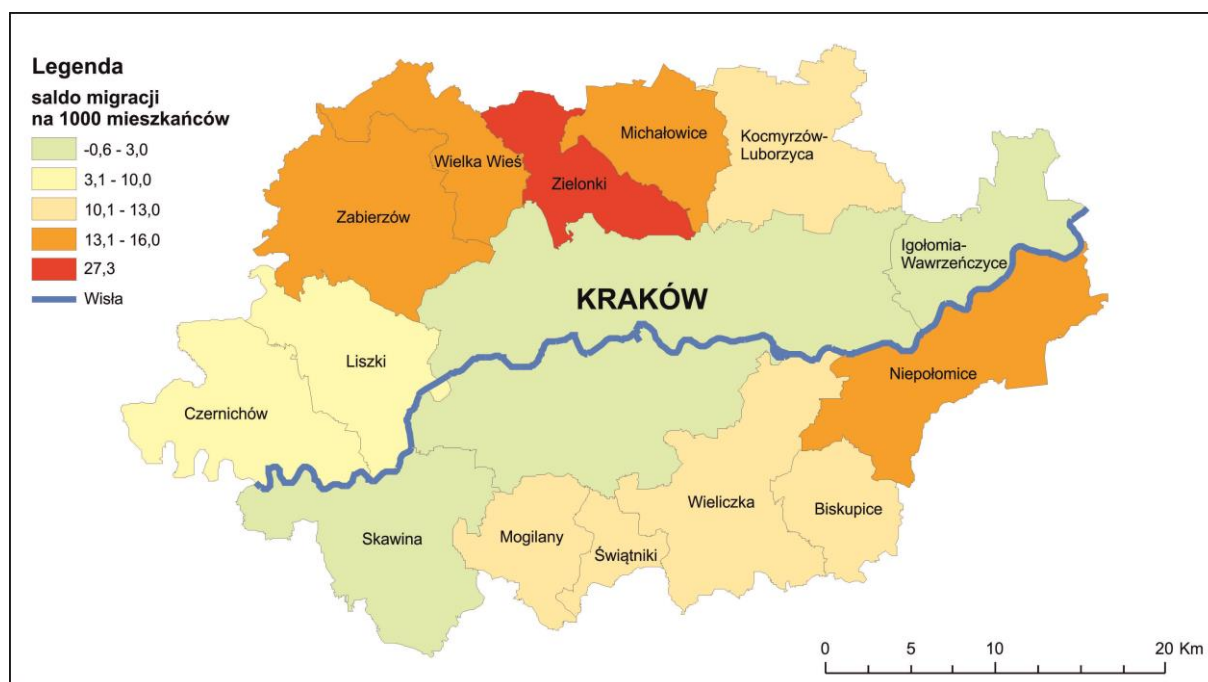 Legenda
saldo migracji
na 1000 mieszkańców
-0,6 - 3,0
3,1 - 10,0
10,1 - 13,0
13,1 - 16,0
27,3
Wisła
Michałowice
Kocmyrzów-
Luborzyca
Wielka Wieś
Zielonki
Zabierzów
Igołomia-
Wawrzeńczyce
KRAKÓW
Liszki
Niepołomice
Czernichów
Wieliczka
Biskupice
Skawina
Mogilany
Świątniki
0 5 10 20 Km